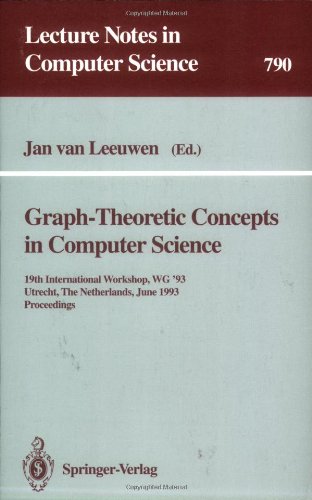 Lecture Notes in
Computer Science 790
Jan van Leeuwen (Ed.)
Graph-Theoretic Concepts
in Computer Science
19th International Workshop, WG '93
Utrecht, The Netherlands, June 1993
Proceedings
Springer-Verlag